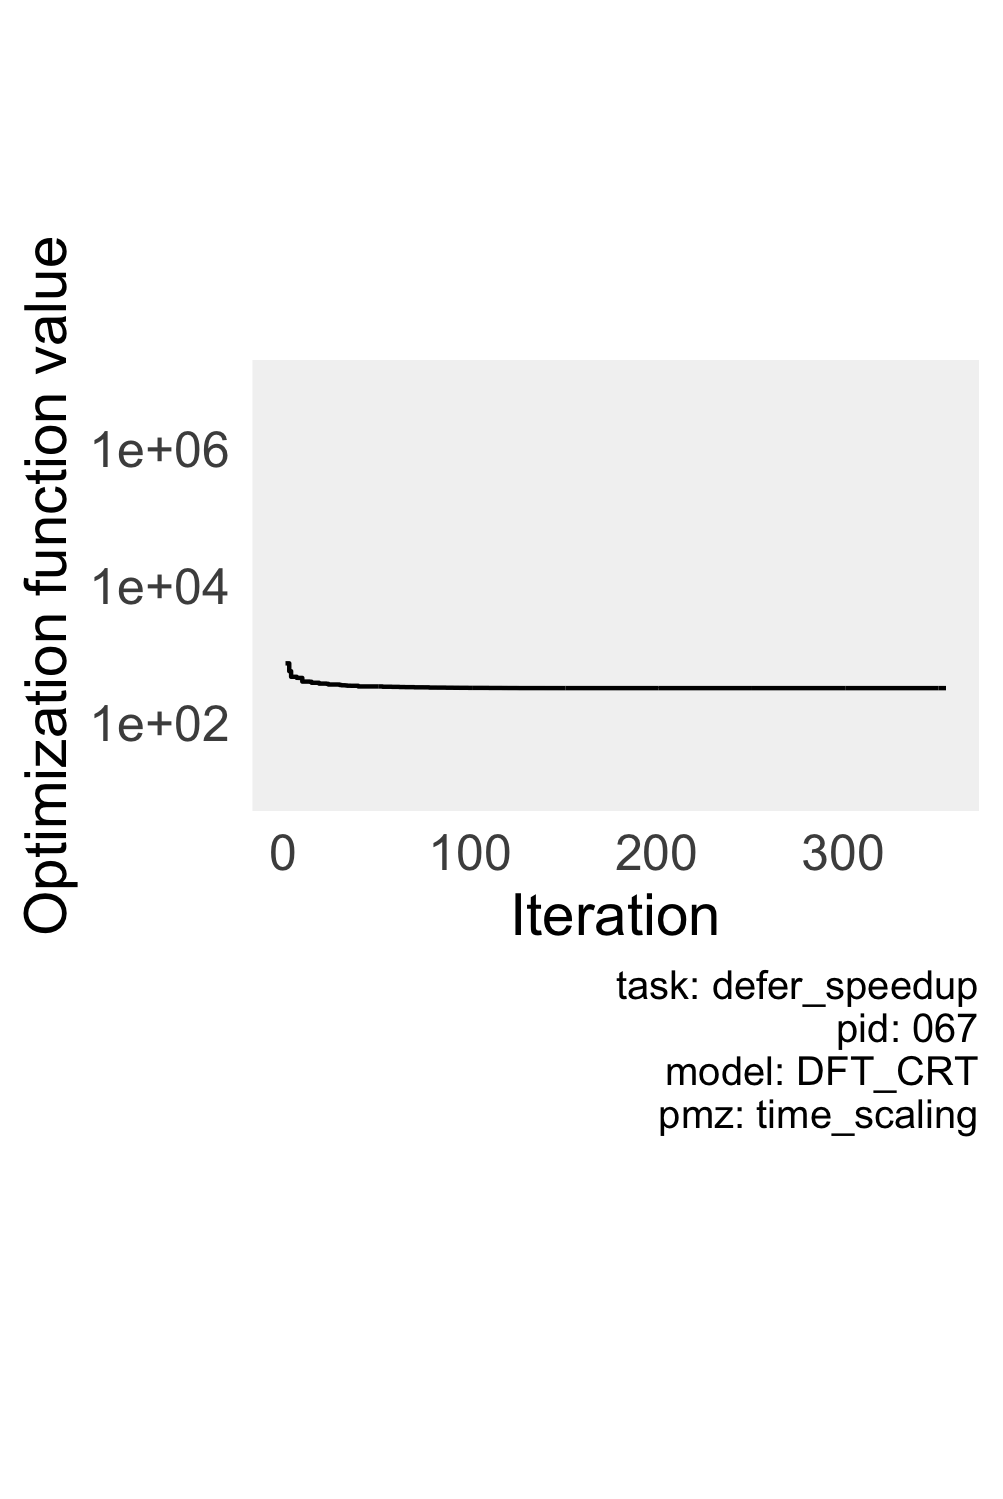 Optimization function value
1e+06
1e+04
1e+02
0 100 200 300
Iteration
task: defer_speedup
pid: 067
model: DFT_CRT
pmz: time_scaling